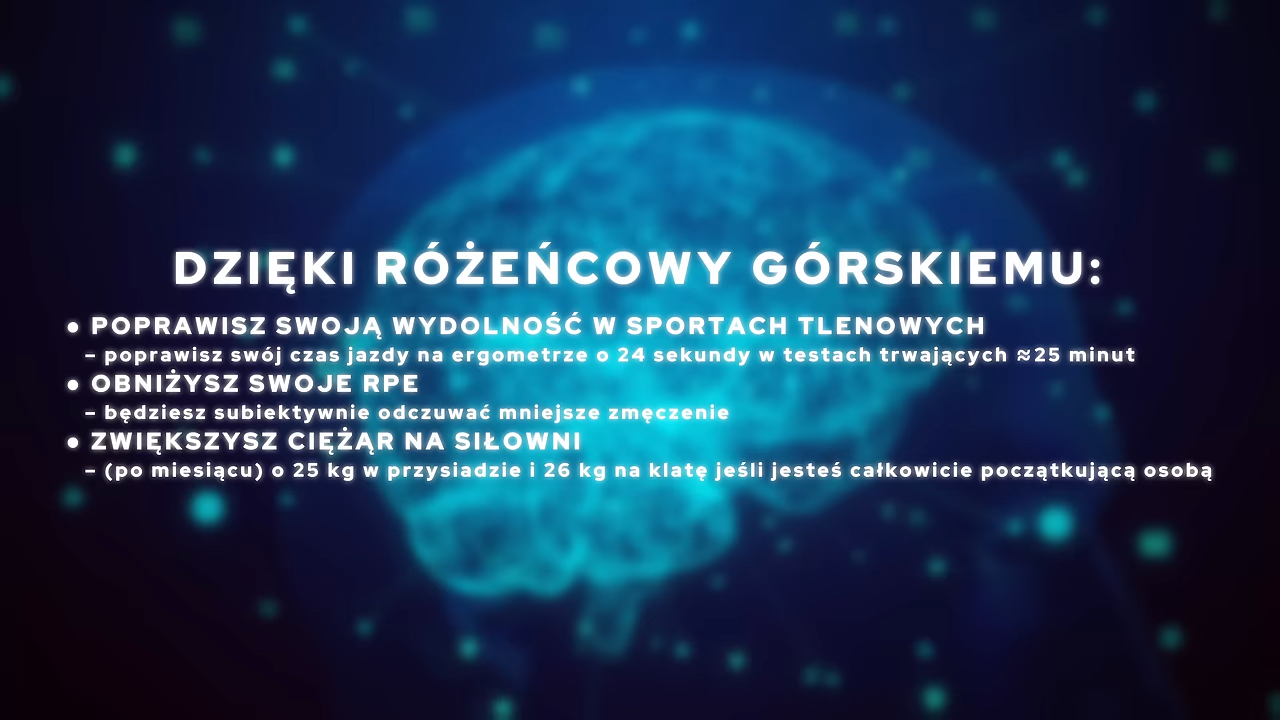 DZIĘKI RÓŻEŃCOWY GÓRSKIEMU:
● POPRAWISZ SWOJĄ WYDOLNOŚĆ W SPORTACH TLENOWYCH
– poprawisz swój czas jazdy na ergometrze o 24 sekundy w testach trwających ≈25 minut
● OBNIŻYSZ SWOJE RPE
– będziesz subiektywnie odczuwać mniejsze zmęczenie
● ZWIĘKSZYSZ CIĘŻĄR NA SIŁOWNI
– (po miesiącu) o 25 kg w przysiadzie i 26 kg na klatę jeśli jesteś całkowicie początkującą osobą